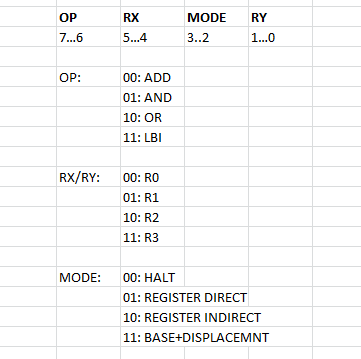 OP RX MODE RY
7...6 5...4 3..2 1...0
OP: 00: ADD
01: AND
10: OR
11: LBI
RX/RY: 00: R0
01: R1
10: R2
11: R3
MODE: 00: HALT
01: REGISTER DIRECT
10: REGISTER INDIRECT
11: BASE+DISPLACEMNT